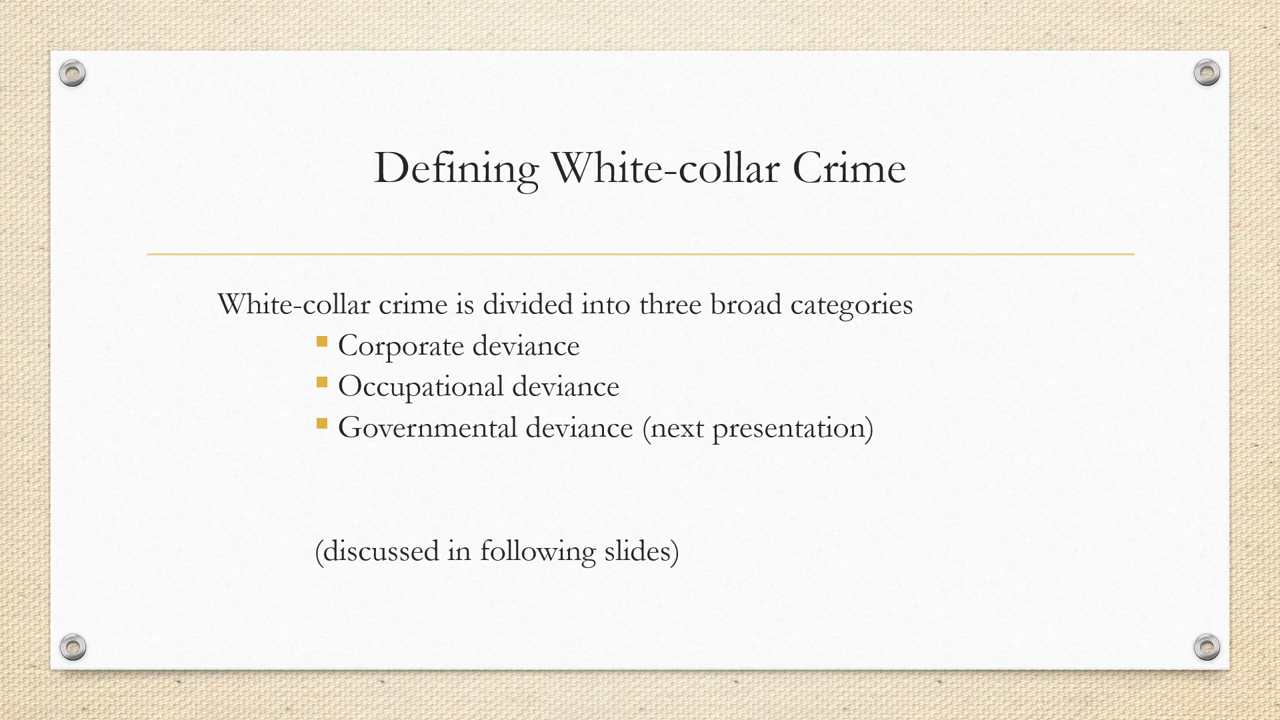 Defining White-collar Crime
White-collar crime is divided into three broad categories
▪ Corporate deviance
▪ Occupational deviance
▪ Governmental deviance (next presentation)
(discussed in following slides)